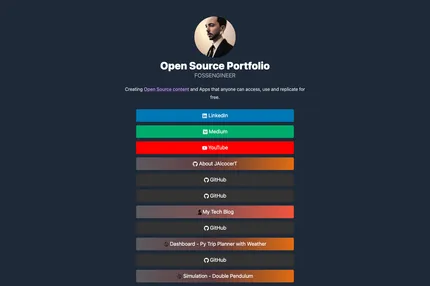 Open Source Portfolio
FOSSENGINEER
Creating Open Source content and Apps that anyone can access, use and replicate for
free.
LinkedIn
Medium
YouTube
About JAlcocerT
GitHub
GitHub
My Tech Blog
GitHub
Dashboard - Py Trip Planner with Weather
GitHub
Simulation - Double Pendulum